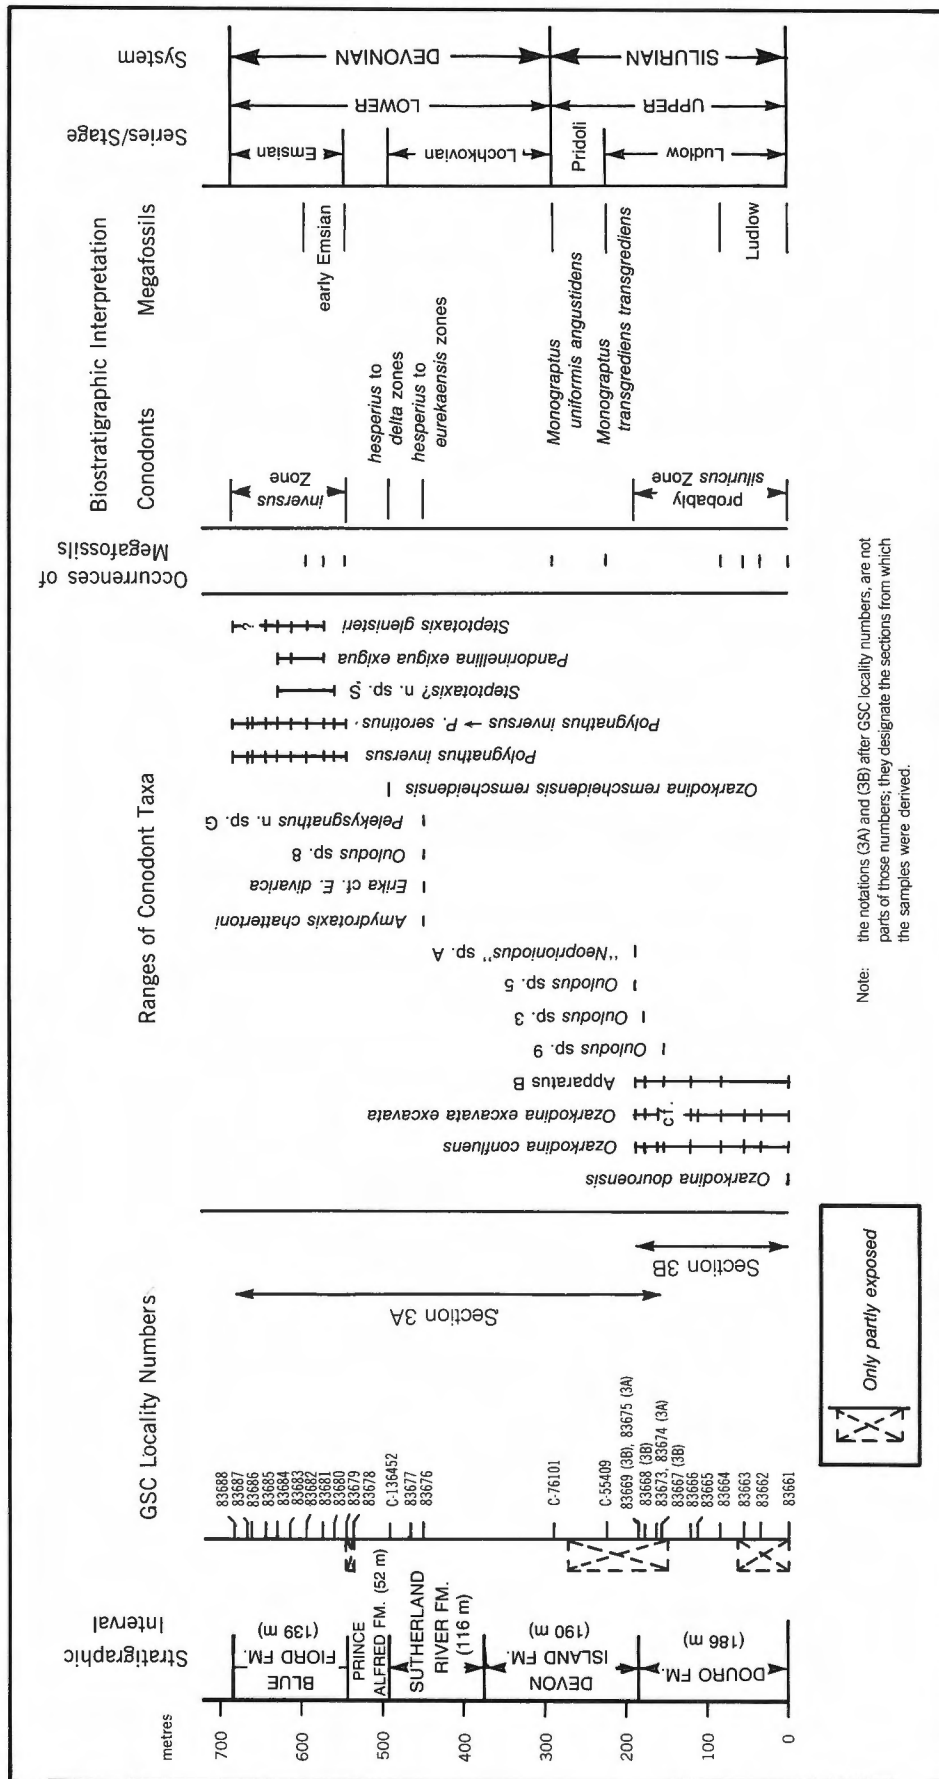 System
SILURIAN
DEVONIAN
Series/Stage
UPPER
LOWER
Ludlow
Pridoli
Lochkovian
Emsian
Biostratigraphic Interpretation
Megafossils
Ludlow
early Emsian
Monograptus
uniformis angustidens
Monograptus
transgrediens transgrediens
Conodonts
hesperius to
delta zones
hesperius to
eurekaensis zones
probably
siluricus Zone
inversus
Zone
Occurrences of
Megafossils
Ranges of Conodont Taxa
Steptotaxis glenisteri
?
Pandorinellina exigua exigua
Steptotaxis? n. sp. S
Polygnathus inversus → P. serotinus
Polygnathus inversus
Ozarkodina remscheidensis remscheidensis
Pelekysgnathus n. sp. G
Oulodus sp. 8
Erika cf. E. divarica
Amydrotaxis chattertoni
"Neoprioniodus" sp. A
Oulodus sp. 5
Oulodus sp. 3
Oulodus sp. 9
Apparatus B
Ozarkodina excavata excavata
cf.
Ozarkodina confluens
Ozarkodina douroensis
Section 3B
Section 3A
GSC Locality Numbers
83688
83687
83686
83685
83684
83683
83682
83681
83680
83679
83678
C-136452
83677
83676
C-76101
C-55409
83669 (3B), 83675 (3A)
83668 (3B)
83673, 83674 (3A)
83667 (3B)
83666
83665
83664
83663
83662
83661
Stratigraphic
Interval
BLUE
FIORD FM.
(139 m)
PRINCE
ALFRED FM. (52 m)
SUTHERLAND
RIVER FM.
(116 m)
DEVON
ISLAND FM.
(190 m)
DOURO FM.
(186 m)
metres
700
600
500
400
300
200
100
0
Only partly exposed
Note: the notations (3A) and (3B) after GSC locality numbers, are not
parts of those numbers; they designate the sections from which
the samples were derived.